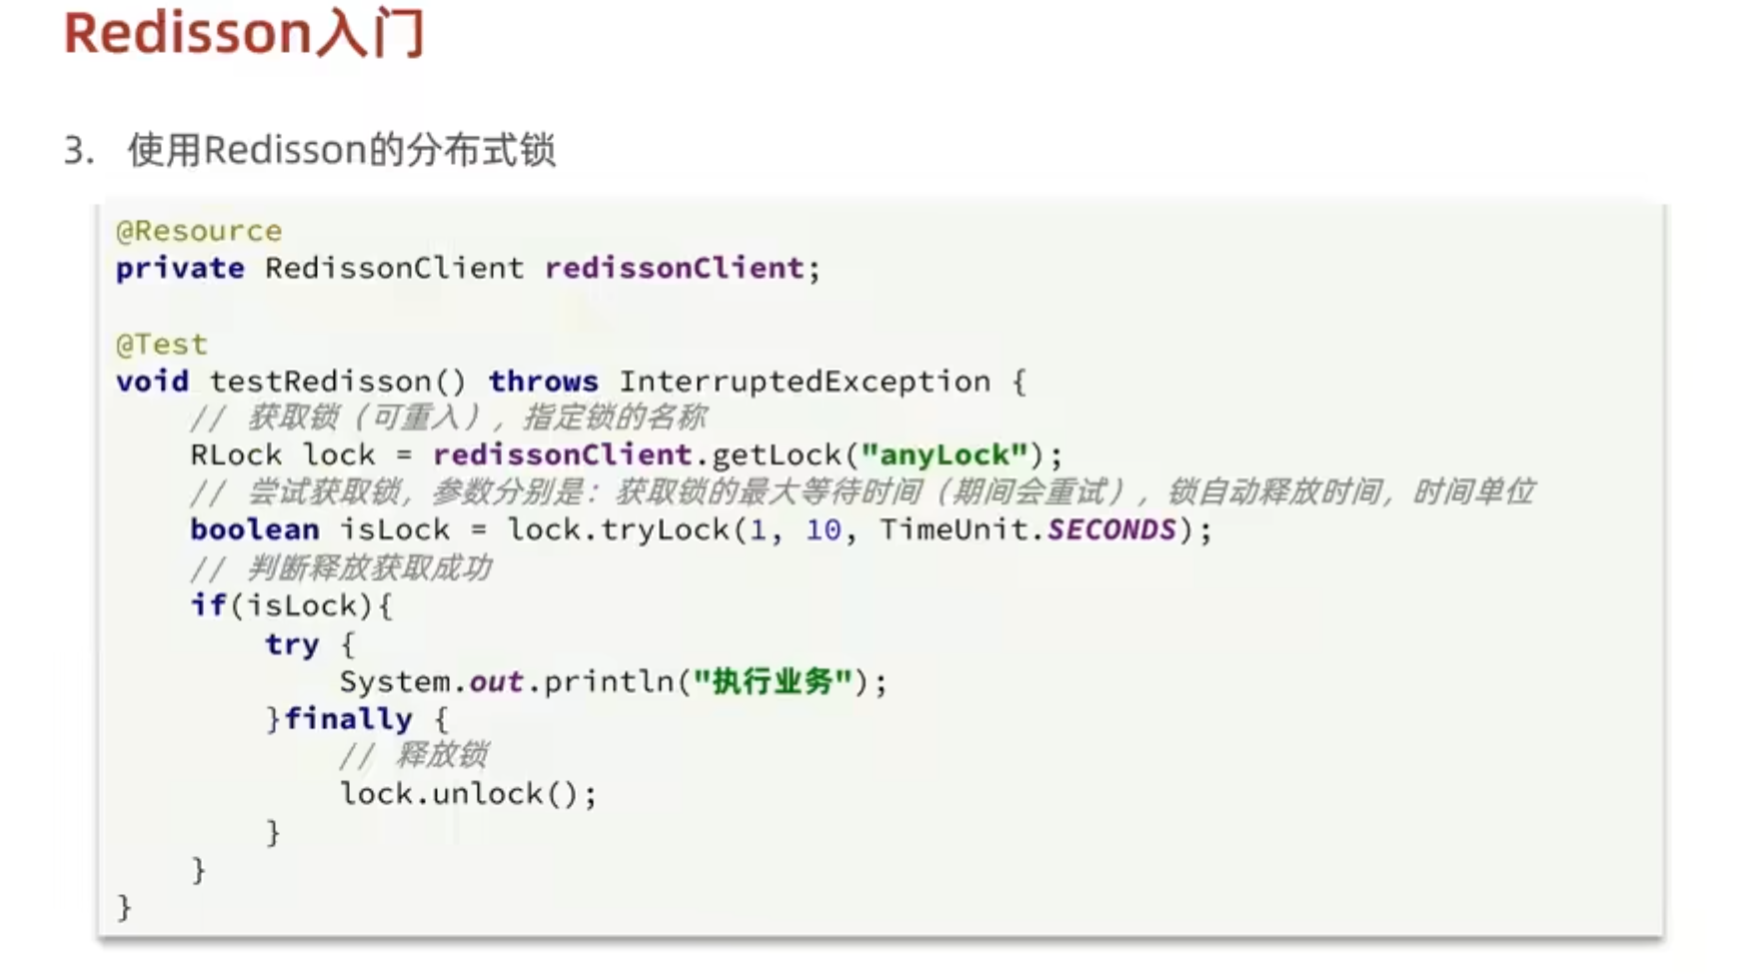 Redisson入门
3. 使用Redisson的分布式锁
@Resource
private RedissonClient redissonClient;
@Test
void testRedisson() throws InterruptedException {
// 获取锁（可重入），指定锁的名称
RLock lock = redissonClient.getLock("anyLock");
// 尝试获取锁，参数分别是：获取锁的最大等待时间（期间会重试），锁自动释放时间，时间单位
boolean isLock = lock.tryLock(1, 10, TimeUnit.SECONDS);
// 判断释放获取成功
if(isLock){
try {
System.out.println("执行业务");
}finally {
// 释放锁
lock.unlock();
}
}
}